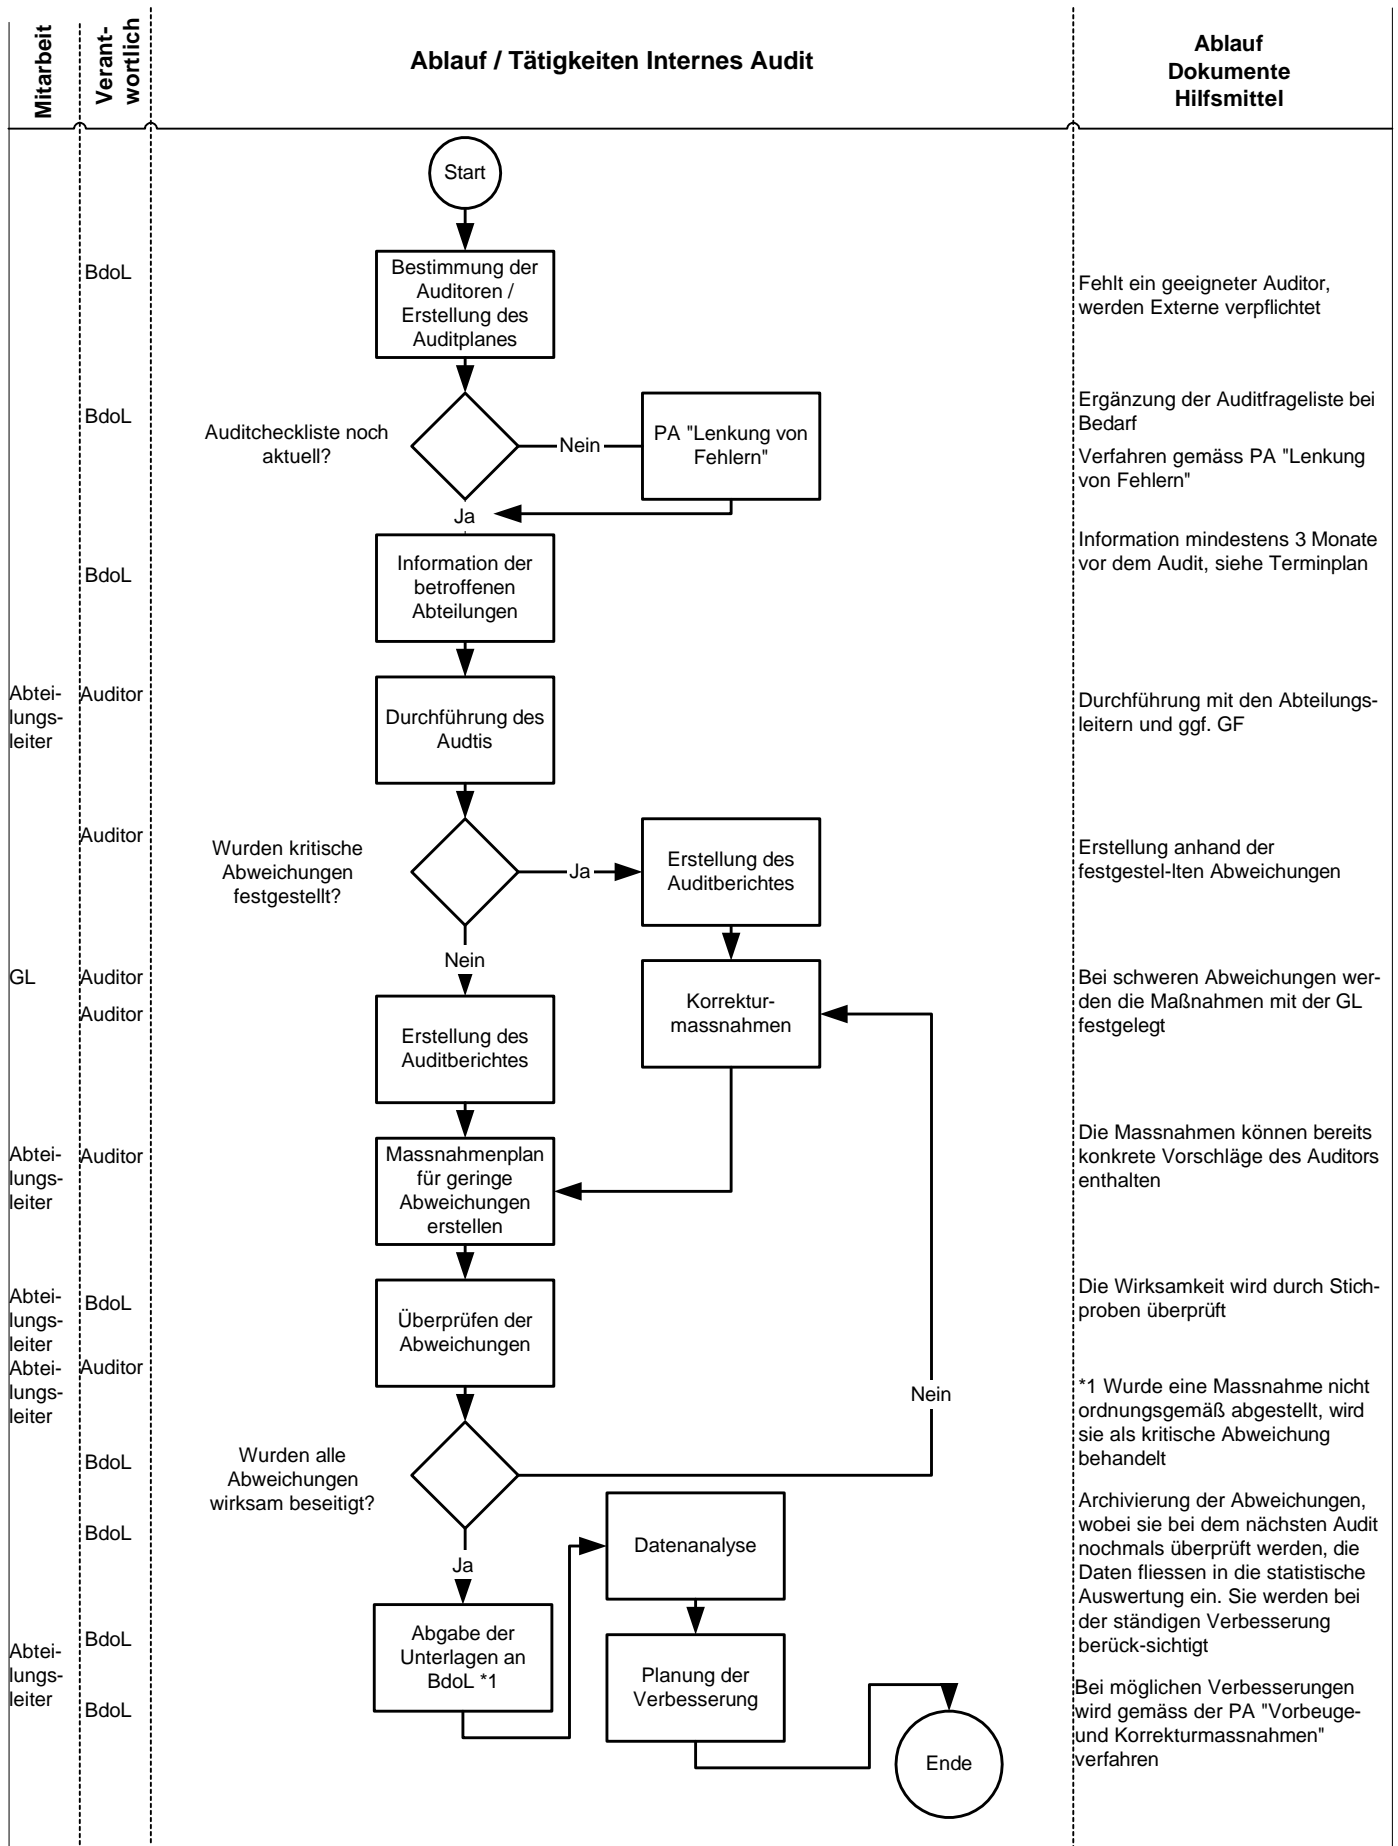 Mitarbeit
Verant-
wortlich
Ablauf / Tätigkeiten Internes Audit
Ablauf
Dokumente
Hilfsmittel
Start
BdoL
Bestimmung der
Auditoren /
Erstellung des
Auditplanes
Fehlt ein geeigneter Auditor,
werden Externe verpflichtet
BdoL
Auditcheckliste noch
aktuell?
Nein
PA "Lenkung von
Fehlern"
Ergänzung der Auditfrageliste bei
Bedarf
Verfahren gemäss PA "Lenkung
von Fehlern"
Ja
BdoL
Information der
betroffenen
Abteilungen
Information mindestens 3 Monate
vor dem Audit, siehe Terminplan
Abtei-
lungs-
leiter
Auditor
Durchführung des
Audtis
Durchführung mit den Abteilungs-
leitern und ggf. GF
Auditor
Wurden kritische
Abweichungen
festgestellt?
Ja
Erstellung des
Auditberichtes
Erstellung anhand der
festgestel-lten Abweichungen
Nein
GL
Auditor
Auditor
Erstellung des
Auditberichtes
Korrektur-
massnahmen
Bei schweren Abweichungen wer-
den die Maßnahmen mit der GL
festgelegt
Abtei-
lungs-
leiter
Auditor
Massnahmenplan
für geringe
Abweichungen
erstellen
Die Massnahmen können bereits
konkrete Vorschläge des Auditors
enthalten
Abtei-
lungs-
leiter
BdoL
Überprüfen der
Abweichungen
Die Wirksamkeit wird durch Stich-
proben überprüft
Abtei-
lungs-
leiter
Auditor
Nein
*1 Wurde eine Massnahme nicht
ordnungsgemäß abgestellt, wird
sie als kritische Abweichung
behandelt
BdoL
Wurden alle
Abweichungen
wirksam beseitigt?
Ja
BdoL
Datenanalyse
Archivierung der Abweichungen,
wobei sie bei dem nächsten Audit
nochmals überprüft werden, die
Daten fliessen in die statistische
Auswertung ein. Sie werden bei
der ständigen Verbesserung
berück-sichtigt
Abtei-
lungs-
leiter
BdoL
BdoL
Abgabe der
Unterlagen an
BdoL *1
Planung der
Verbesserung
Ende
Bei möglichen Verbesserungen
wird gemäss der PA "Vorbeuge-
und Korrekturmassnahmen"
verfahren